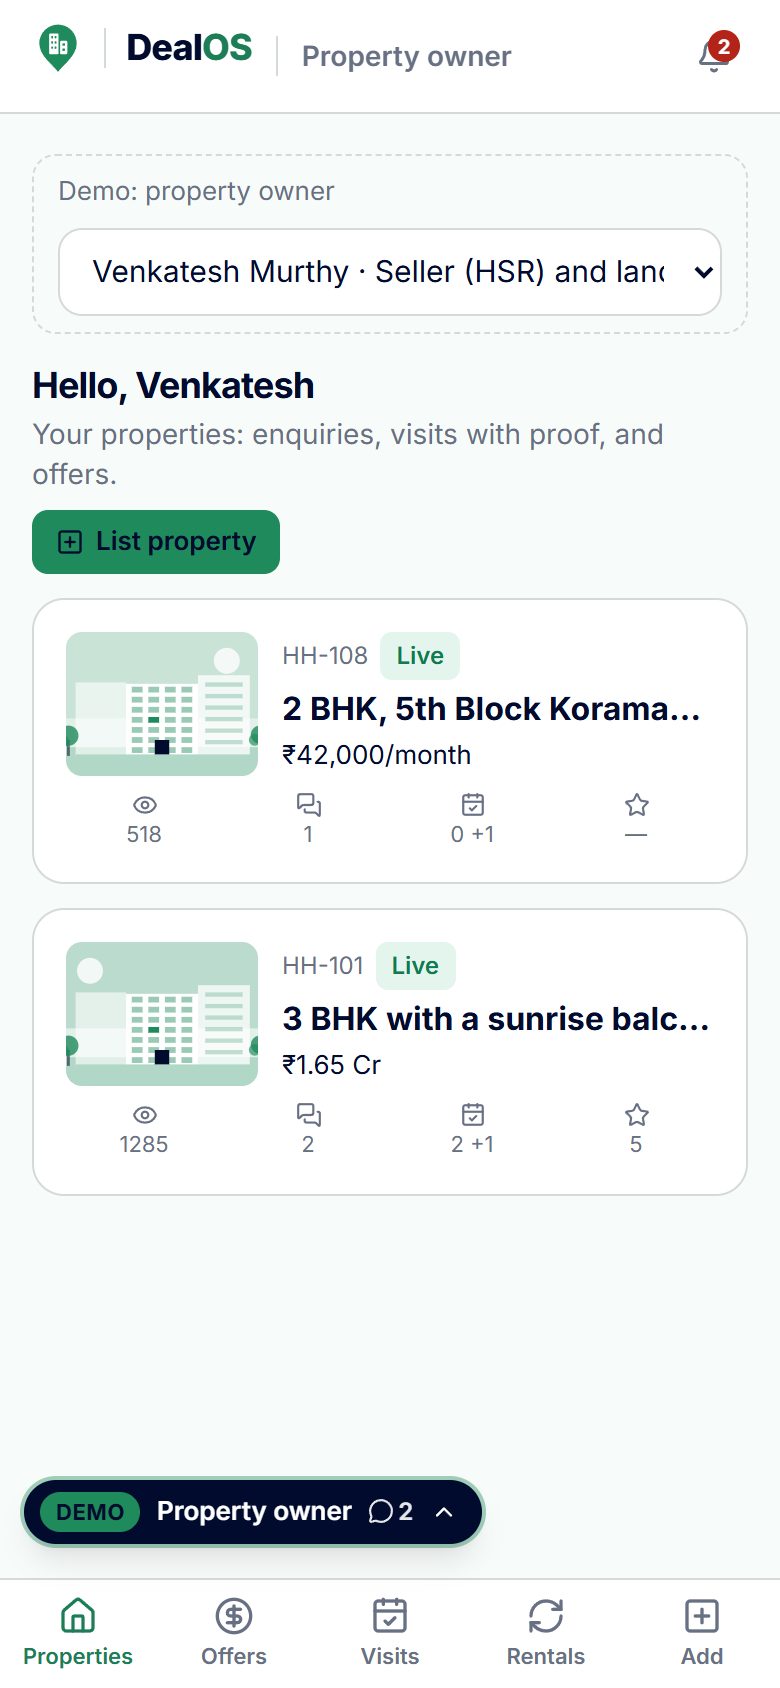 DealOS
Property owner
2
Demo: property owner
Venkatesh Murthy · Seller (HSR) and
Hello, Venkatesh
Your properties: enquiries, visits with proof, and
offers.
List property
HH-108 Live
2 BHK, 5th Block Korama...
₹42,000/month
518 1 0 +1 —
HH-101 Live
3 BHK with a sunrise balc...
₹1.65 Cr
1285 2 2 +1 5
DEMO Property owner 2
Properties Offers Visits Rentals Add